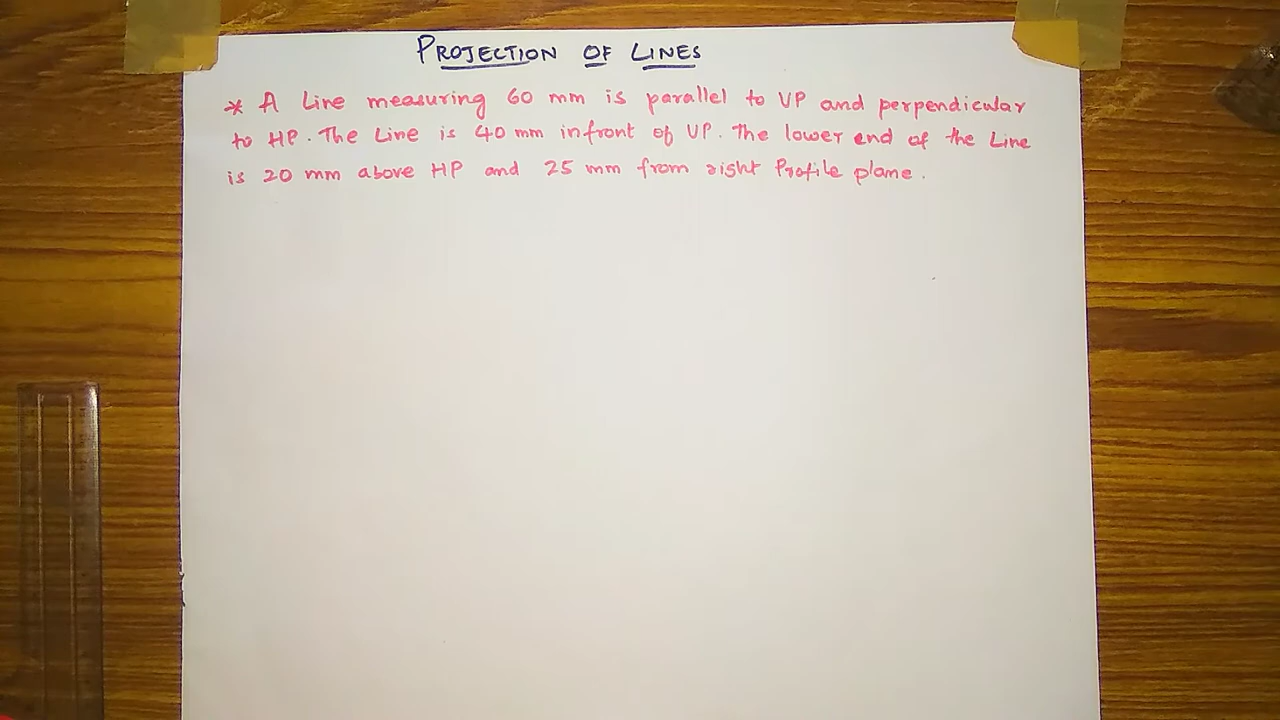 PROJECTION OF LINES
* A Line measuring 60 mm is parallel to VP and perpendicular
to HP. The Line is 40 mm infront of VP. The lower end of the Line
is 20 mm above HP and 25 mm from right Profile plane.